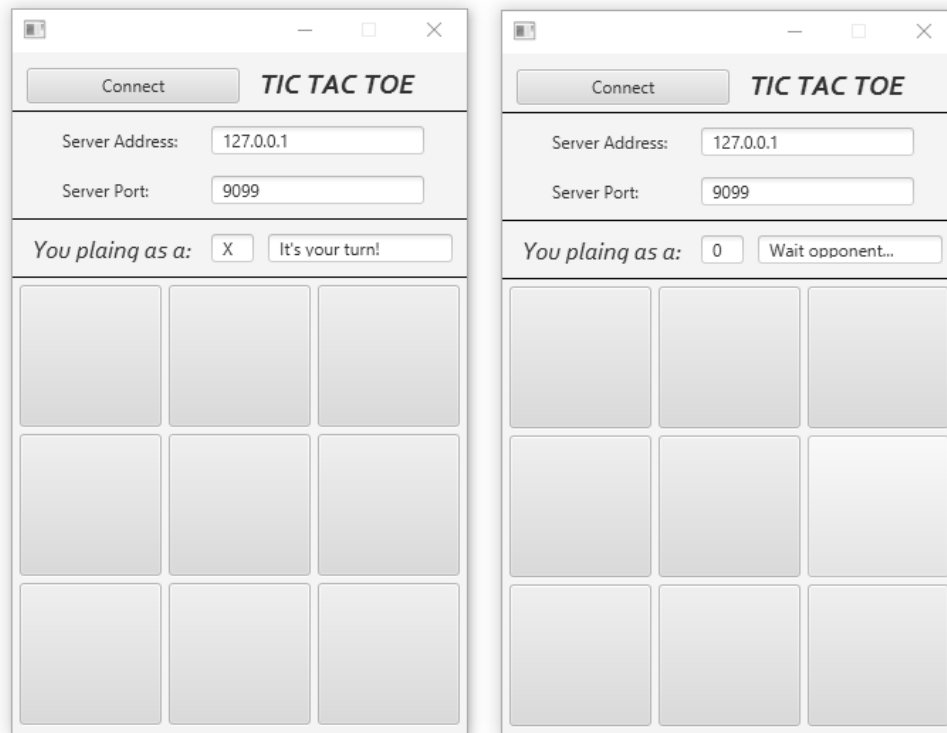 Connect TIC TAC TOE
Server Address: 127.0.0.1
Server Port: 9099
You plaing as a: X It's your turn!
Connect TIC TAC TOE
Server Address: 127.0.0.1
Server Port: 9099
You plaing as a: 0 Wait opponent...